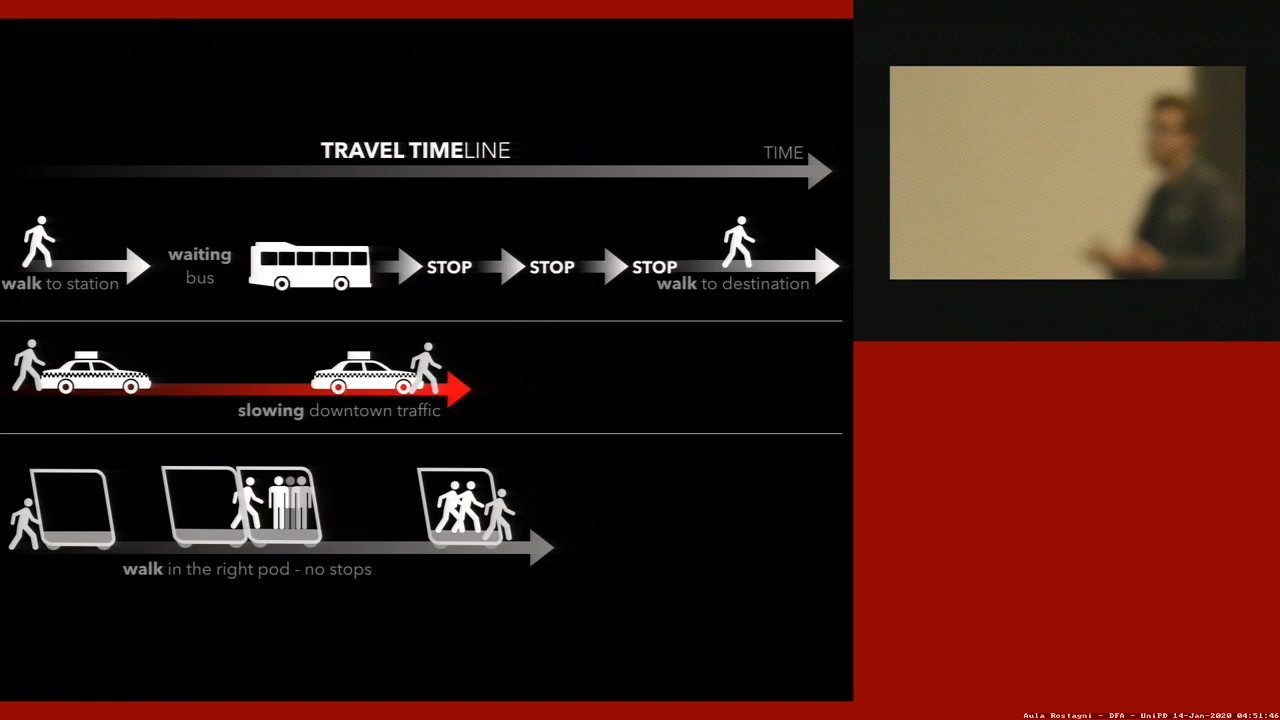 TRAVEL TIMELINE
TIME
waiting
bus
STOP
STOP
STOP
walk to station
walk to destination
slowing downtown traffic
walk in the right pod - no stops
Aula Rostagni - DFA - UniPD 14-Jan-2020 04:51:46